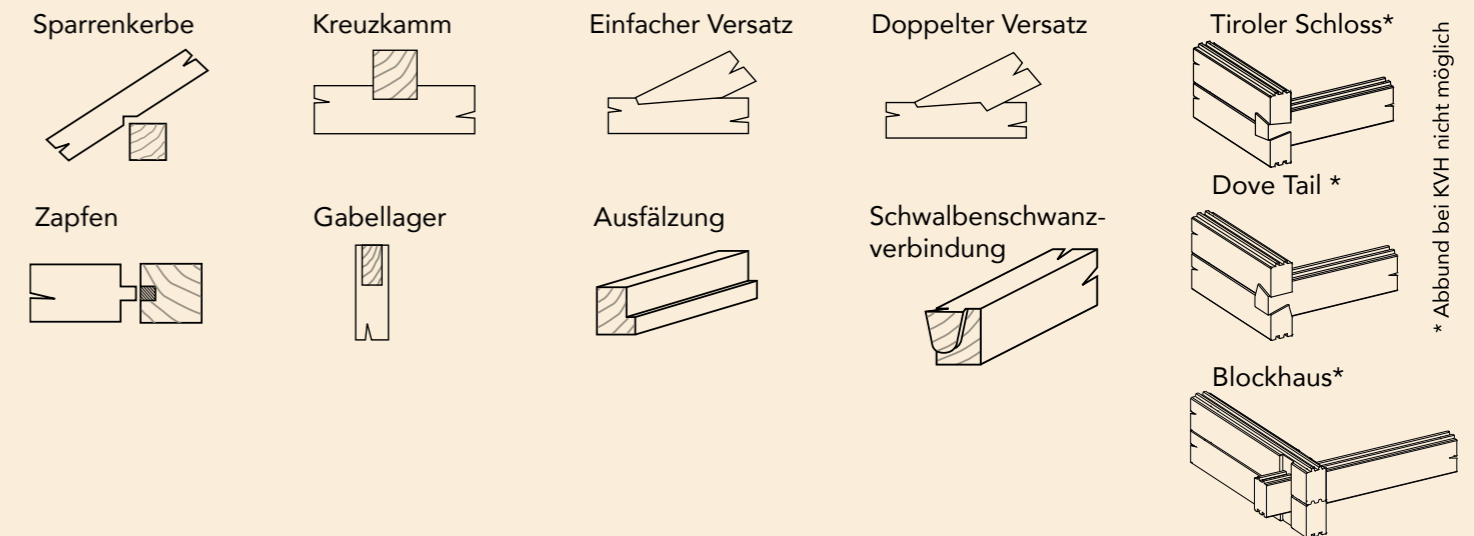 Sparrenkerbe
Kreuzkamm
Einfacher Versatz
Doppelter Versatz
Tiroler Schloss*
Dove Tail *
Zapfen
Gabellager
Ausfälzung
Schwalbenschwanz-
verbindung
Blockhaus*
* Abbund bei KVH nicht möglich